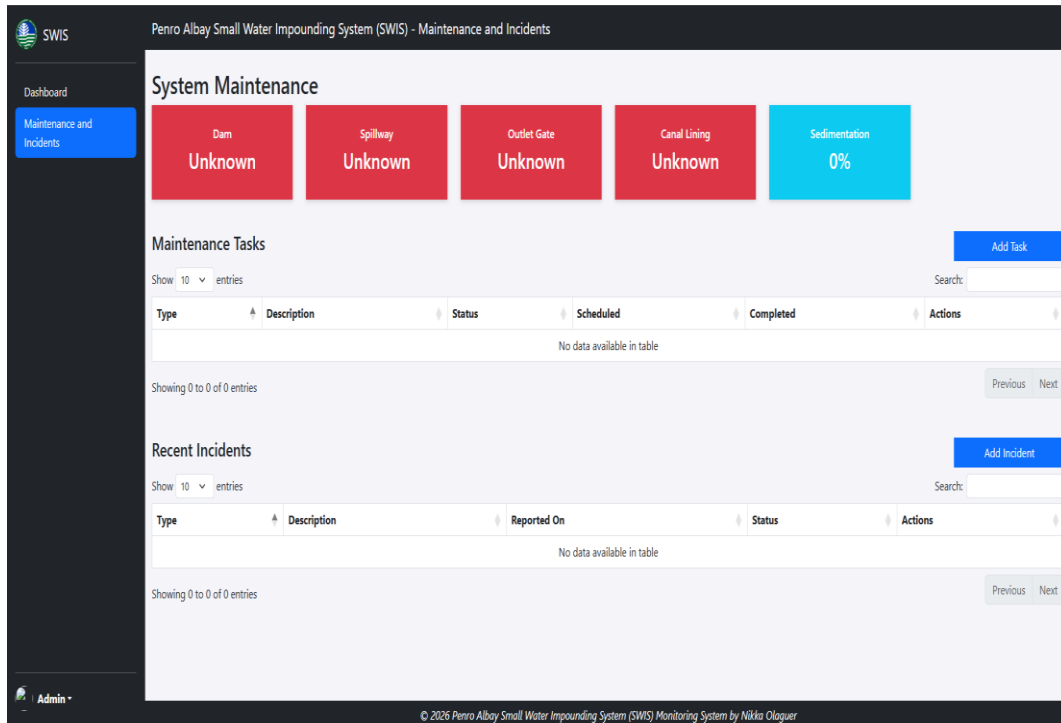 SWIS
Penro Albay Small Water Impounding System (SWIS) - Maintenance and Incidents
Dashboard
Maintenance and
Incidents
System Maintenance
Dam
Unknown
Spillway
Unknown
Outlet Gate
Unknown
Canal Lining
Unknown
Sedimentation
0%
Maintenance Tasks
Add Task
Show 10 entries
Search:
Type Description Status Scheduled Completed Actions
No data available in table
Showing 0 to 0 of 0 entries
Previous Next
Recent Incidents
Add Incident
Show 10 entries
Search:
Type Description Reported On Status Actions
No data available in table
Showing 0 to 0 of 0 entries
Previous Next
Admin
© 2026 Penro Albay Small Water Impounding System (SWIS) Monitoring System by Nikka Olaguer